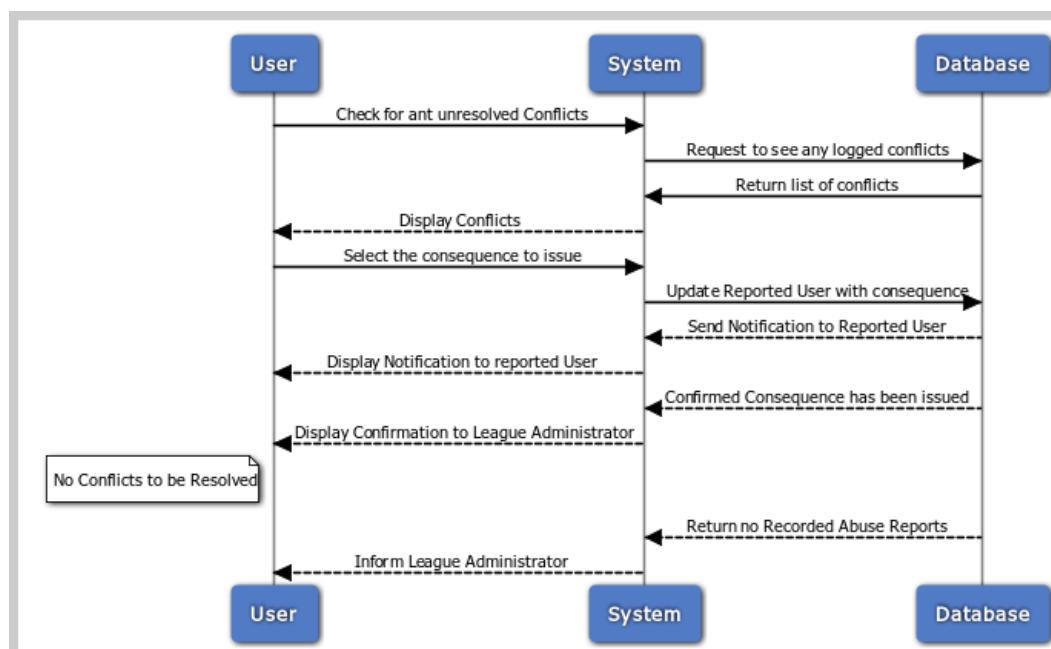 User System Database
Check for ant unresolved Conflicts
Request to see any logged conflicts
Return list of conflicts
Display Conflicts
Select the consequence to issue
Update Reported User with consequence
Send Notification to Reported User
Display Notification to reported User
Confirmed Consequence has been issued
Display Confirmation to League Administrator
No Conflicts to be Resolved
Return no Recorded Abuse Reports
Inform League Administrator
User System Database